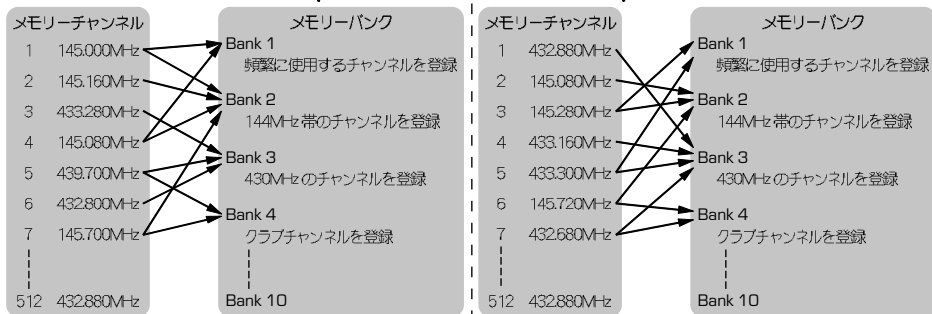 メモリーチャンネル
1 145.000MHz
2 145.160MHz
3 433.280MHz
4 145.080MHz
5 439.700MHz
6 432.800MHz
7 145.700MHz
512 432.880MHz
メモリーバンク
Bank 1
頻繁に使用するチャンネルを登録
Bank 2
144MHz帯のチャンネルを登録
Bank 3
430MHzのチャンネルを登録
Bank 4
クラブチャンネルを登録
Bank 10
メモリーチャンネル
1 432.880MHz
2 145.080MHz
3 145.280MHz
4 433.160MHz
5 433.300MHz
6 145.720MHz
7 432.680MHz
512 432.880MHz
メモリーバンク
Bank 1
頻繁に使用するチャンネルを登録
Bank 2
144MHz帯のチャンネルを登録
Bank 3
430MHzのチャンネルを登録
Bank 4
クラブチャンネルを登録
Bank 10